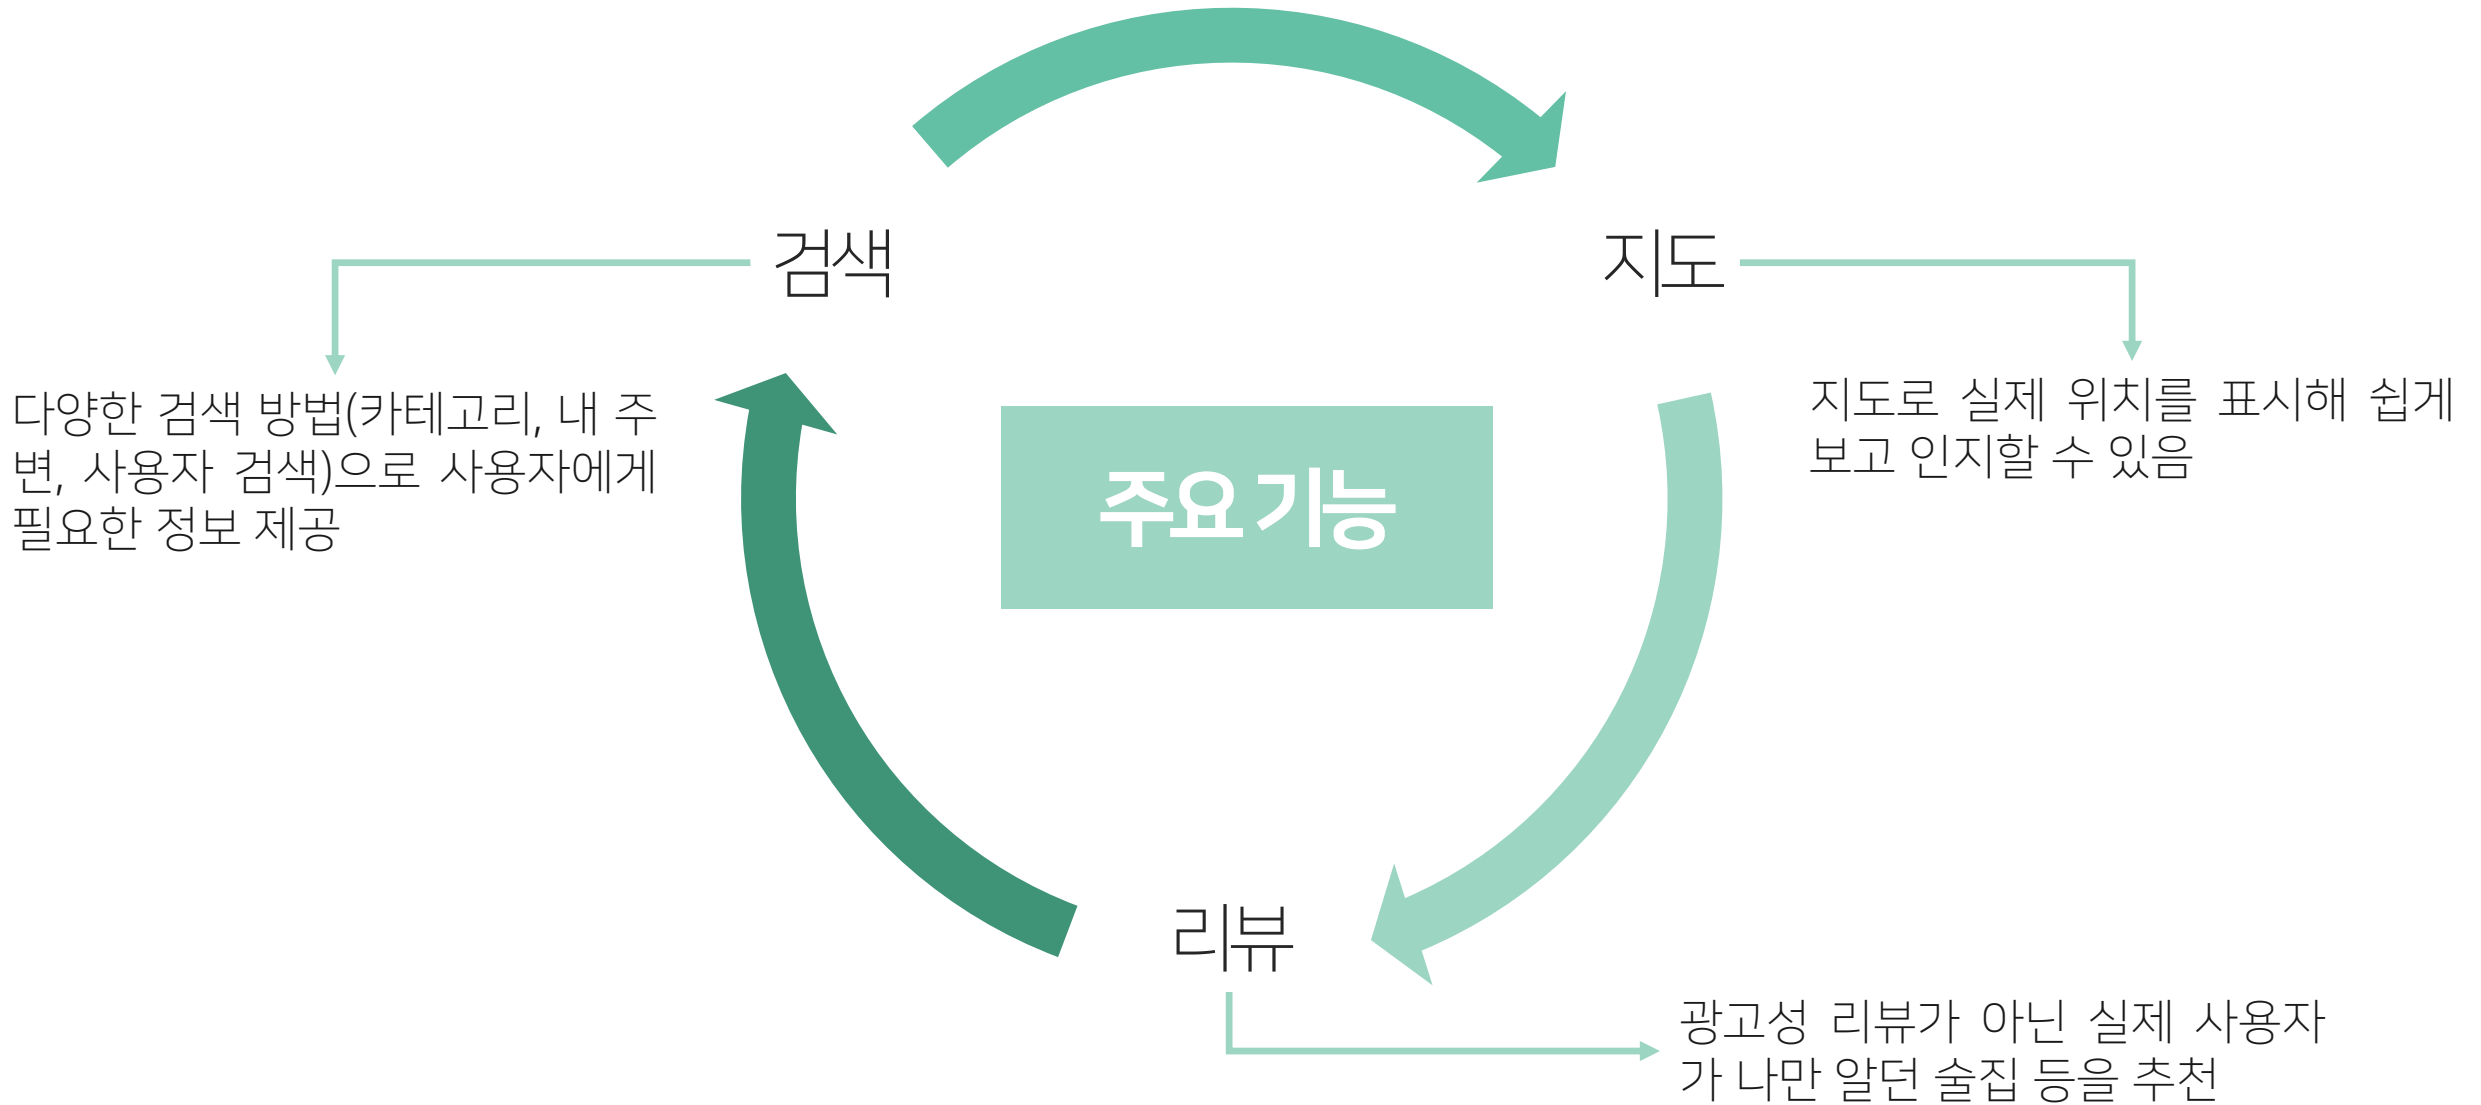 검색
지도
다양한 검색 방법(카테고리, 내 주
변, 사용자 검색)으로 사용자에게
필요한 정보 제공
주요 기능
지도로 실제 위치를 표시해 쉽게
보고 인지할 수 있음
리뷰
광고성 리뷰가 아닌 실제 사용자
가 나만 알던 술집 등을 추천